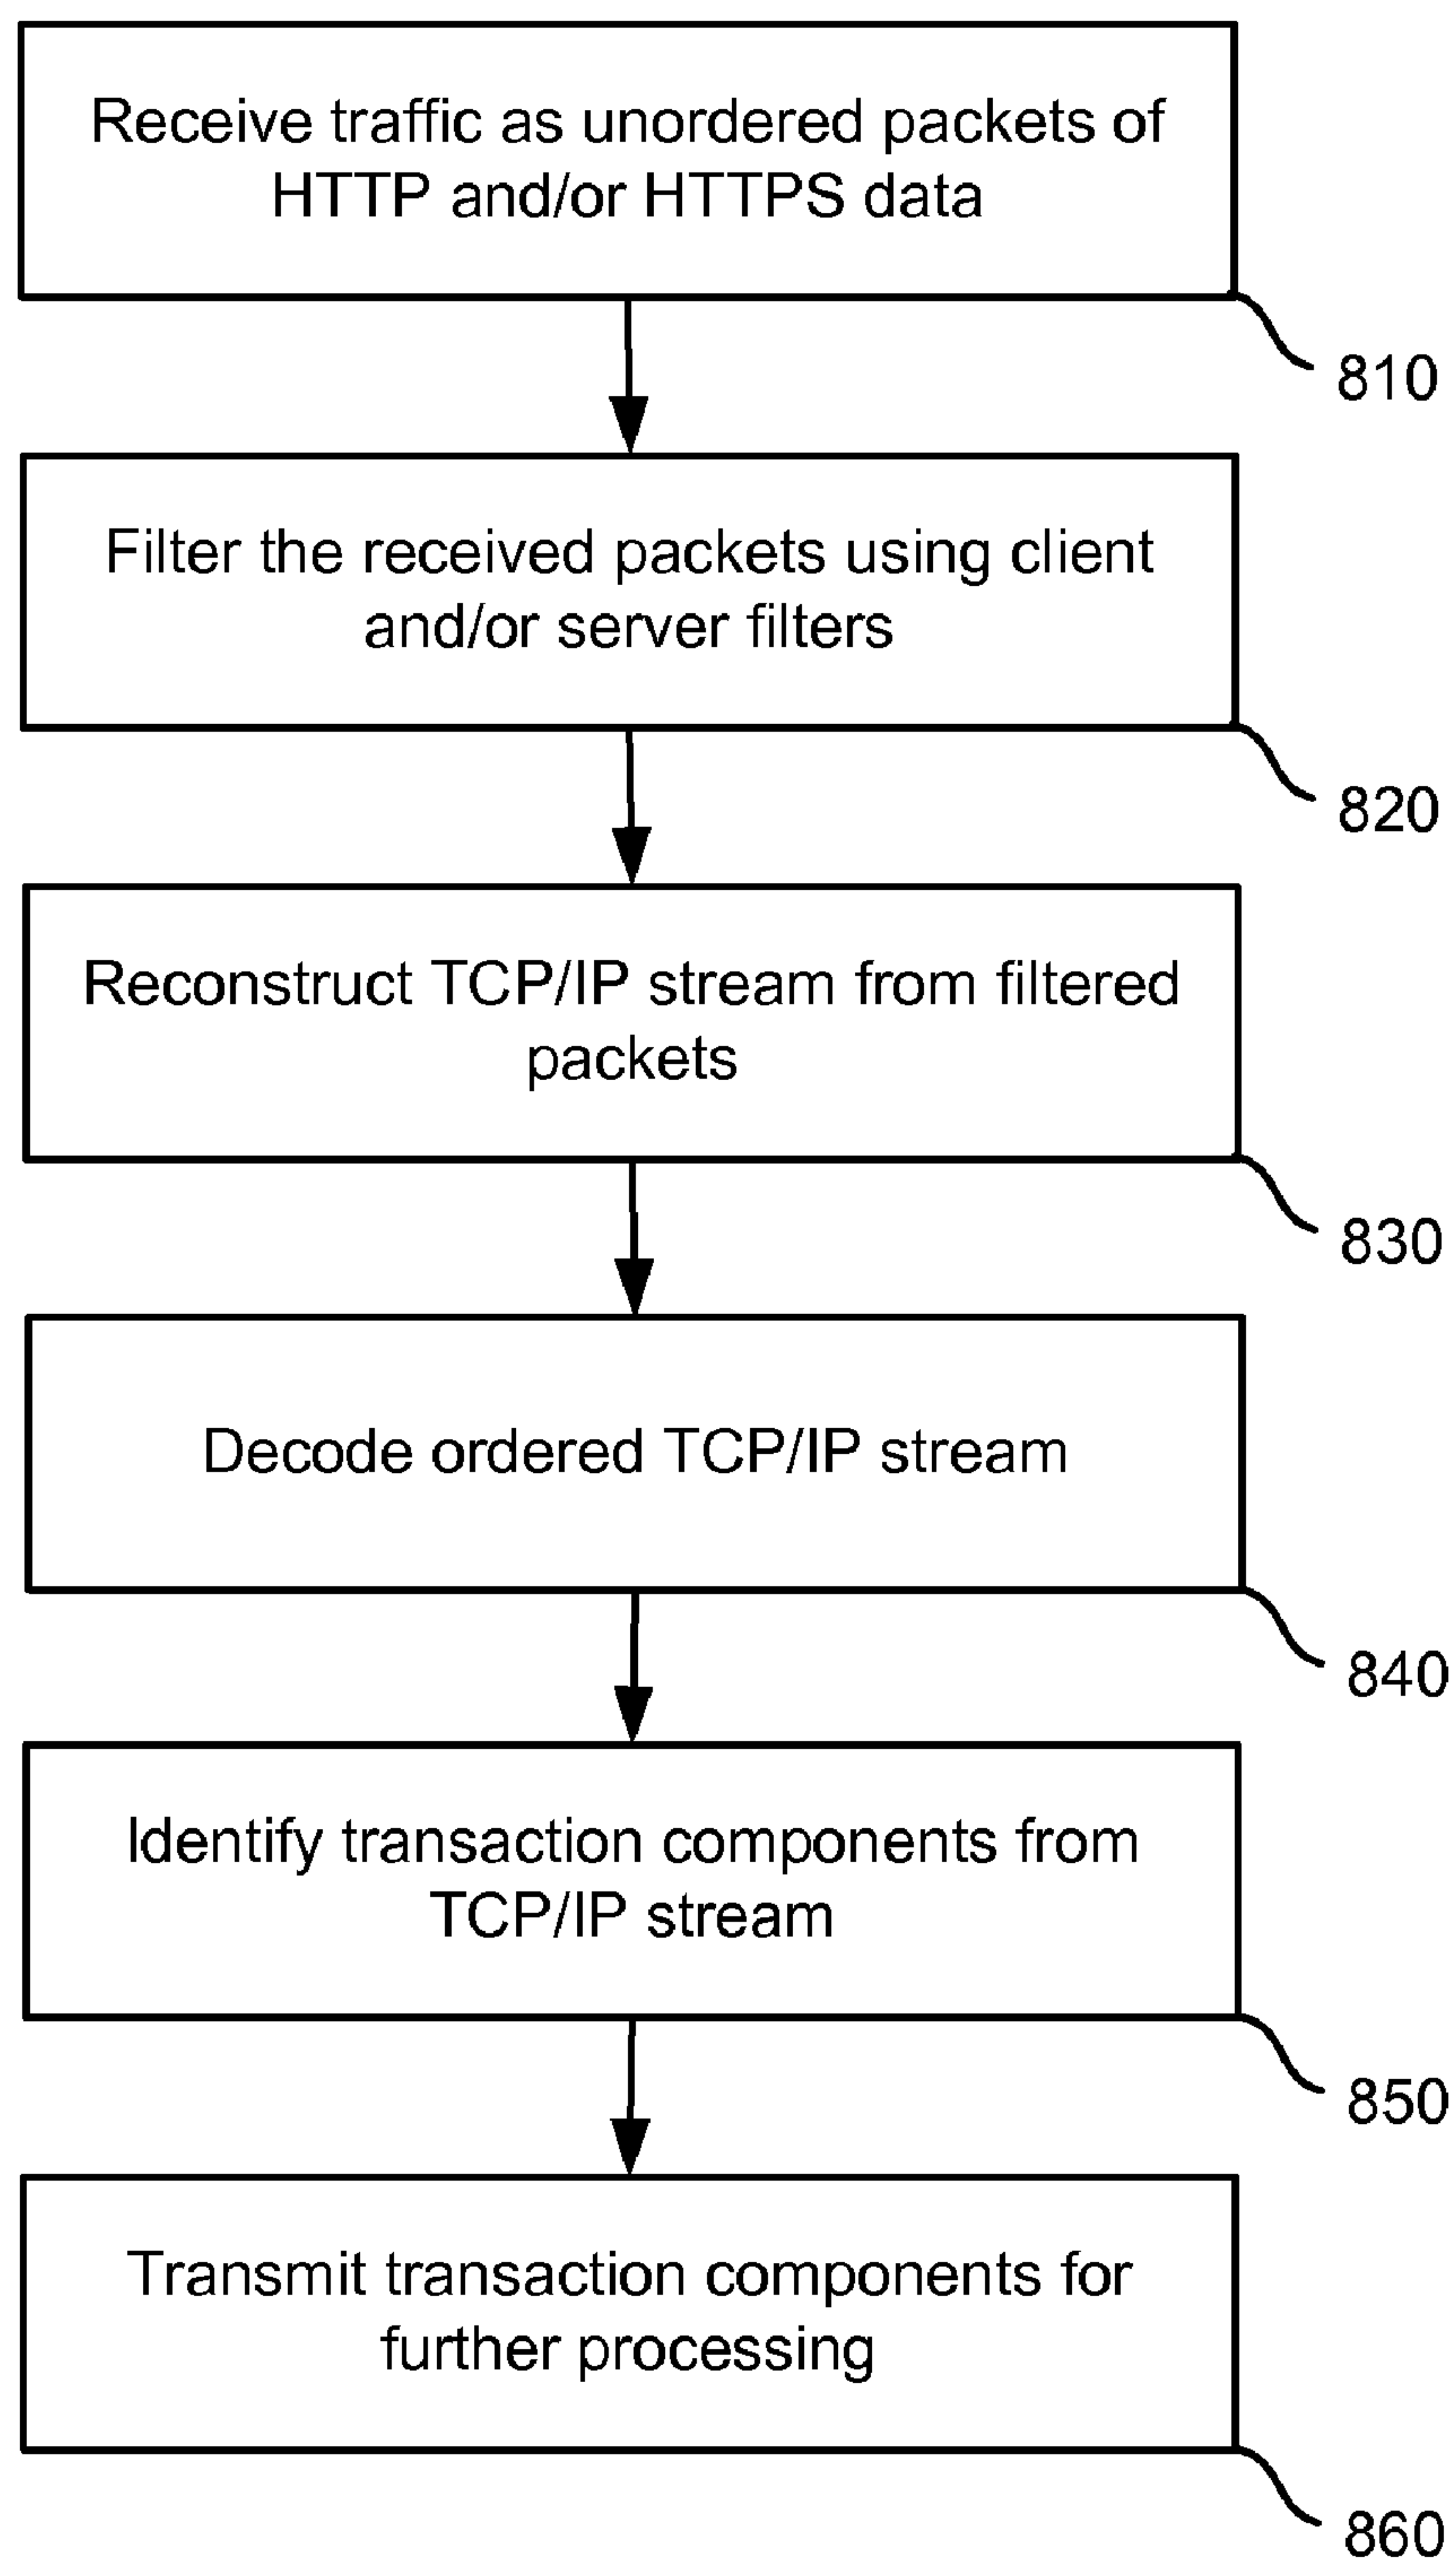 Receive traffic as unordered packets of
HTTP and/or HTTPS data
810
Filter the received packets using client
and/or server filters
820
Reconstruct TCP/IP stream from filtered
packets
830
Decode ordered TCP/IP stream
840
Identify transaction components from
TCP/IP stream
850
Transmit transaction components for
further processing
860